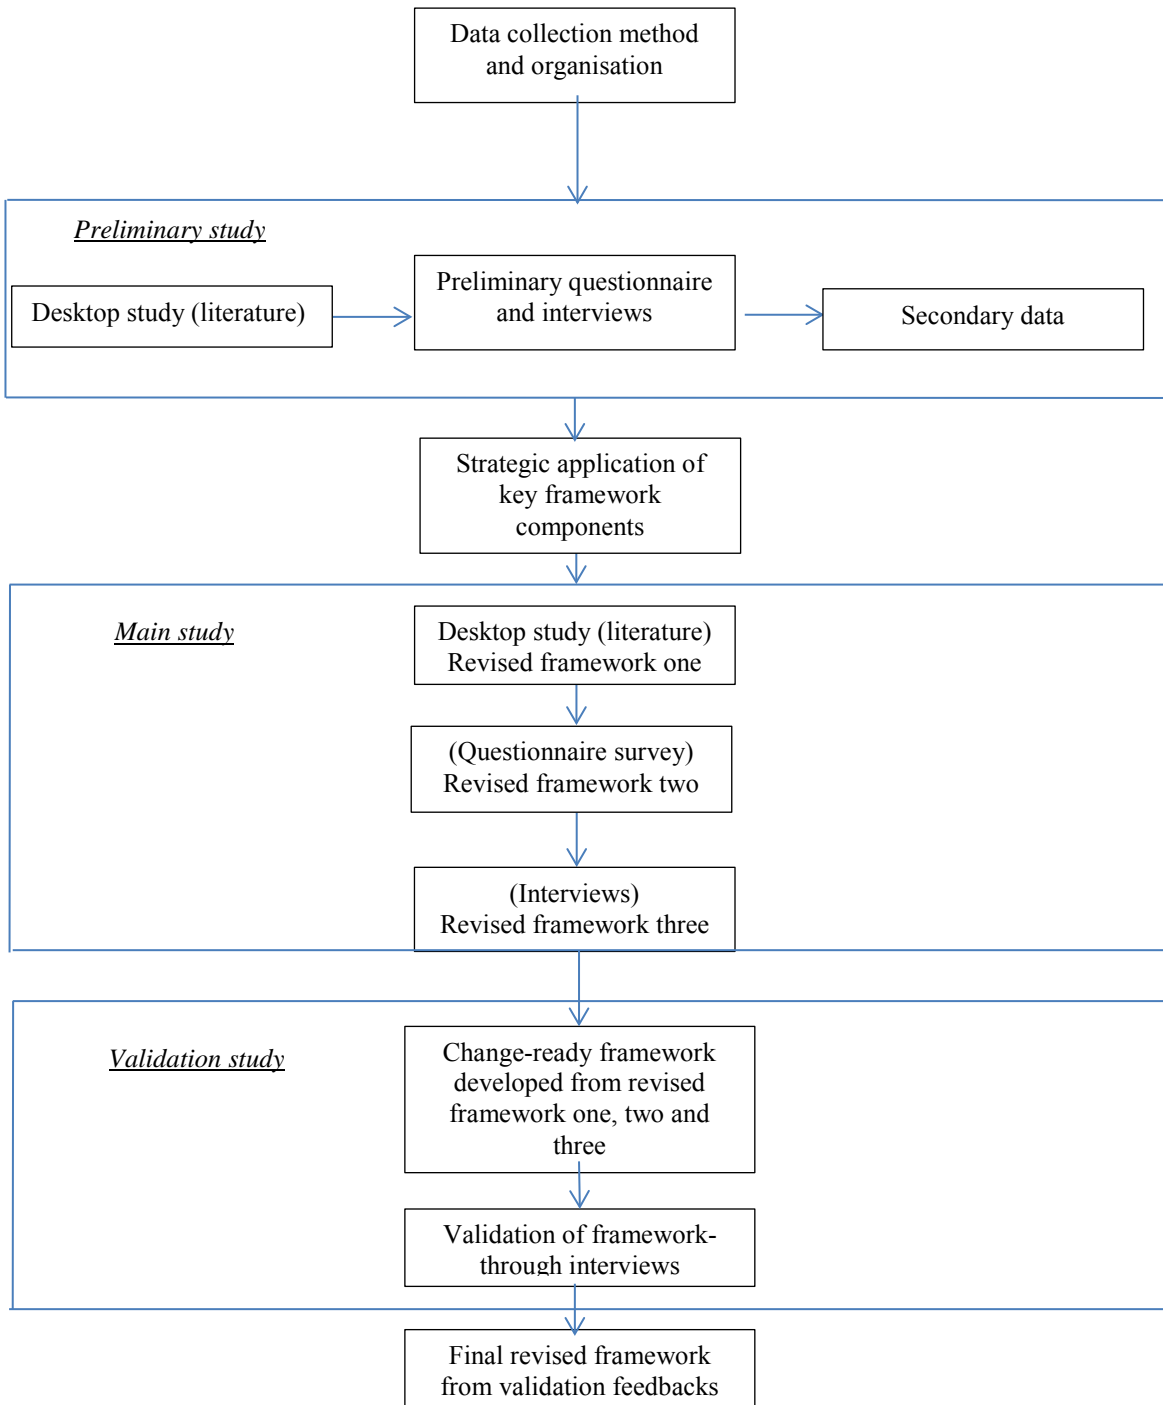 Data collection method
and organisation
Preliminary study
Desktop study (literature)
Preliminary questionnaire
and interviews
Secondary data
Strategic application of
key framework
components
Main study
Desktop study (literature)
Revised framework one
(Questionnaire survey)
Revised framework two
(Interviews)
Revised framework three
Validation study
Change-ready framework
developed from revised
framework one, two and
three
Validation of framework-
through interviews
Final revised framework
from validation feedbacks